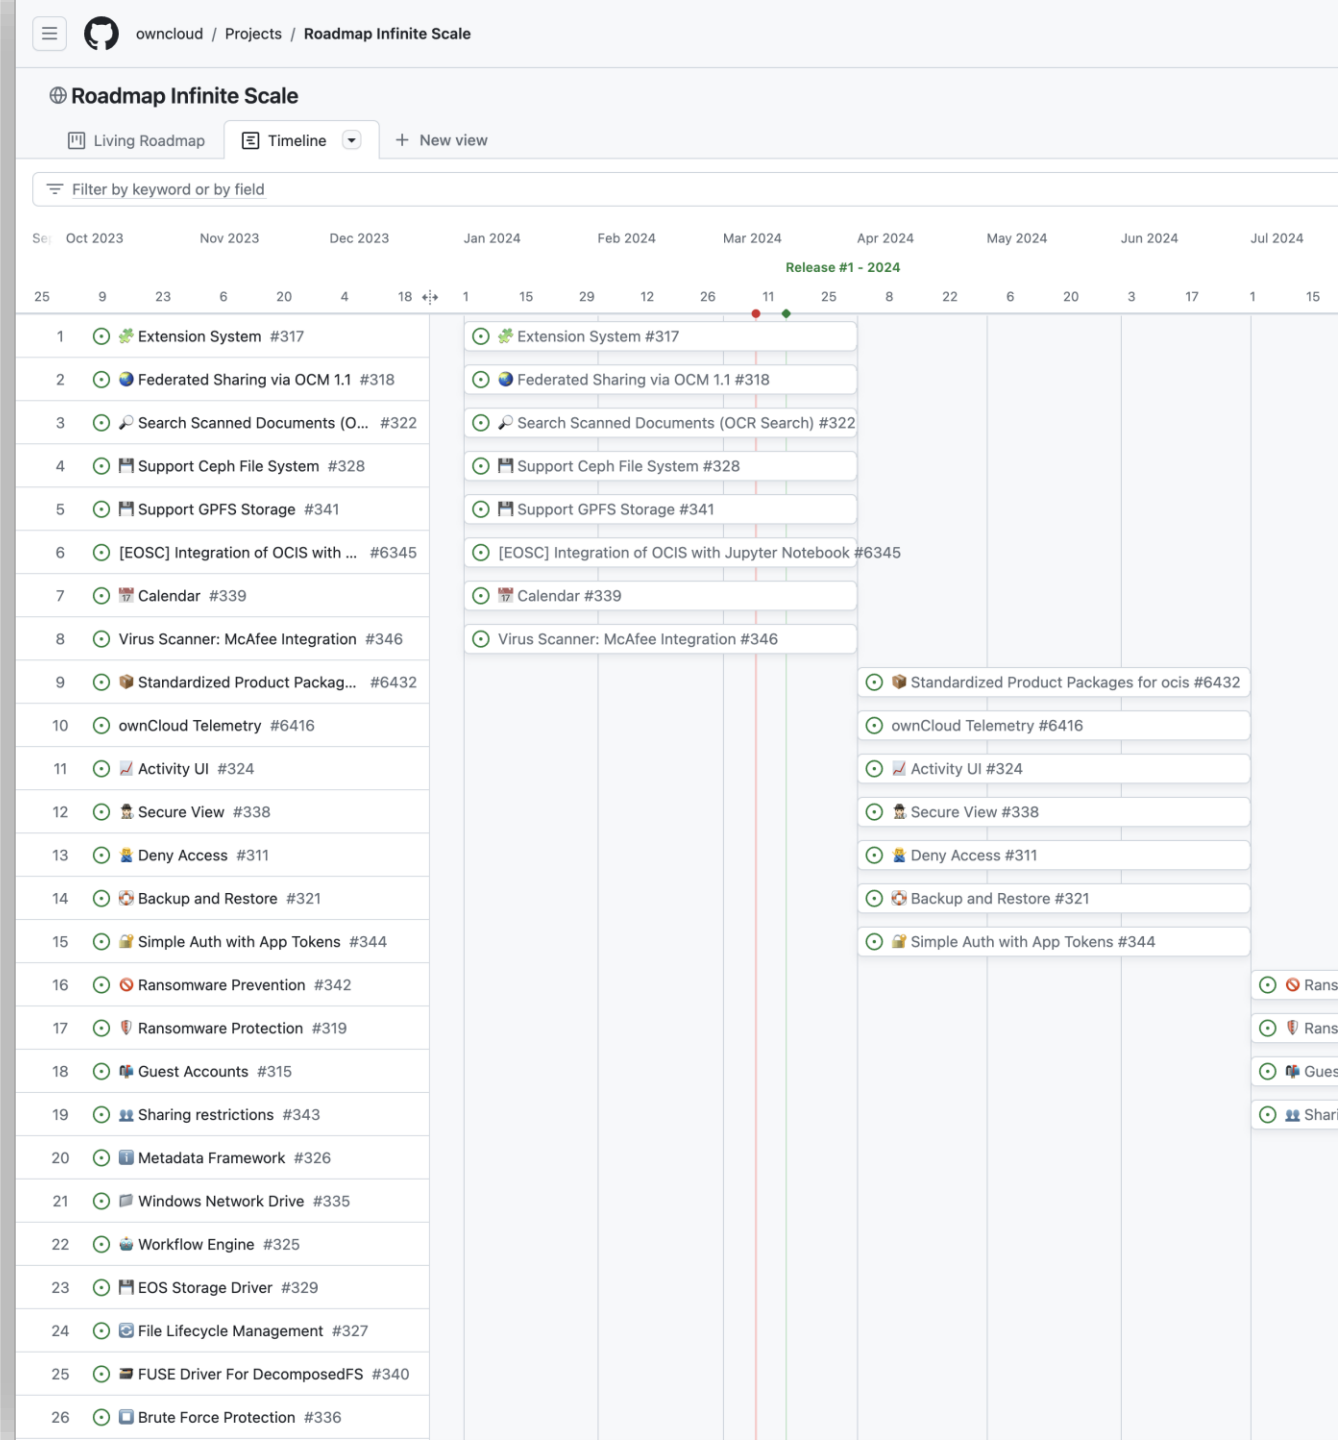 owncloud / Projects / Roadmap Infinite Scale
Roadmap Infinite Scale
Living Roadmap Timeline New view
Filter by keyword or by field
Oct 2023 Nov 2023 Dec 2023 Jan 2024 Feb 2024 Mar 2024 Apr 2024 May 2024 Jun 2024 Jul 2024
Release #1 - 2024
25 9 23 6 20 4 18 1 15 29 12 26 11 25 8 22 6 20 3 17 1 15
1 Extension System #317 Extension System #317
2 Federated Sharing via OCM 1.1 #318 Federated Sharing via OCM 1.1 #318
3 Search Scanned Documents (O... #322 Search Scanned Documents (OCR Search) #322
4 Support Ceph File System #328 Support Ceph File System #328
5 Support GPFS Storage #341 Support GPFS Storage #341
6 [EOSC] Integration of OCIS with ... #6345 [EOSC] Integration of OCIS with Jupyter Notebook #6345
7 Calendar #339 Calendar #339
8 Virus Scanner: McAfee Integration #346 Virus Scanner: McAfee Integration #346
9 Standardized Product Packag... #6432 Standardized Product Packages for ocis #6432
10 ownCloud Telemetry #6416 ownCloud Telemetry #6416
11 Activity UI #324 Activity UI #324
12 Secure View #338 Secure View #338
13 Deny Access #311 Deny Access #311
14 Backup and Restore #321 Backup and Restore #321
15 Simple Auth with App Tokens #344 Simple Auth with App Tokens #344
16 Ransomware Prevention #342 Rans
17 Ransomware Protection #319 Rans
18 Guest Accounts #315 Gues
19 Sharing restrictions #343 Shari
20 Metadata Framework #326
21 Windows Network Drive #335
22 Workflow Engine #325
23 EOS Storage Driver #329
24 File Lifecycle Management #327
25 FUSE Driver For DecomposedFS #340
26 Brute Force Protection #336